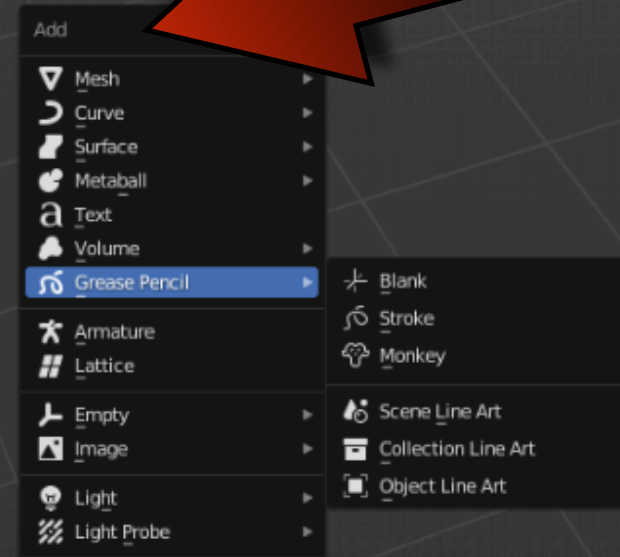 Add
Mesh
Curve
Surface
Metaball
Text
Volume
Grease Pencil
Armature
Lattice
Empty
Image
Light
Light Probe
Blank
Stroke
Monkey
Scene Line Art
Collection Line Art
Object Line Art